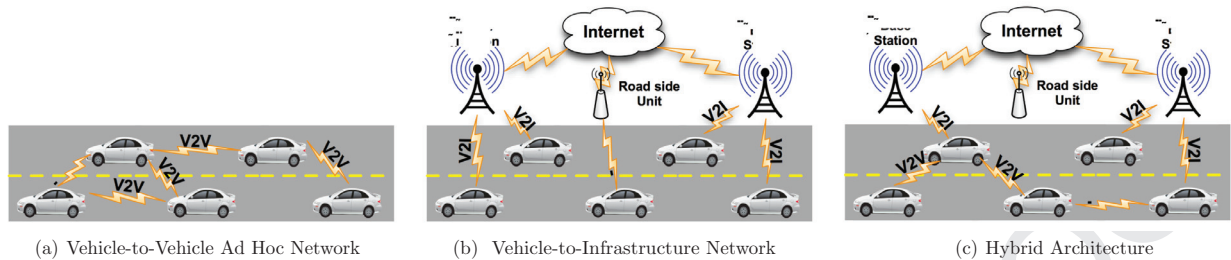 V2V
V2V
V2V
V2V
(a) Vehicle-to-Vehicle Ad Hoc Network
Internet
Road side
Unit
V2I
V2I
V2I
V2I
(b) Vehicle-to-Infrastructure Network
Internet
Station
Road side
Unit
V2I
V2I
V2I
V2V
V2V
(c) Hybrid Architecture